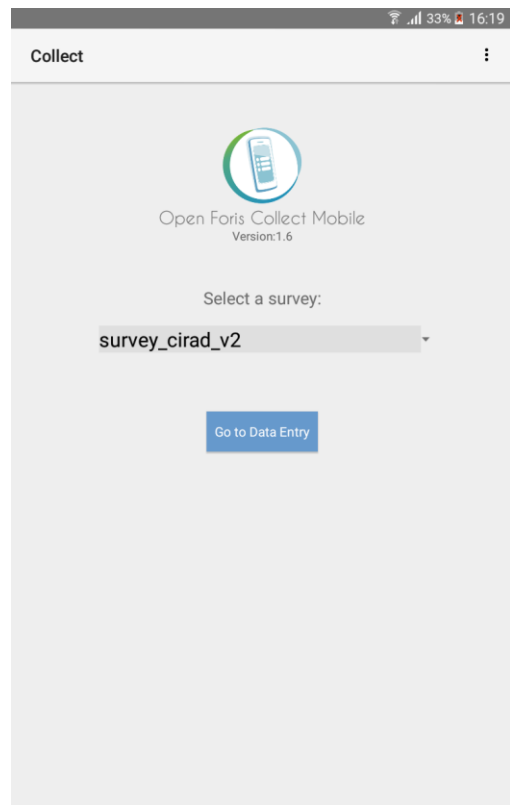 33% 16:19
Collect
Open Foris Collect Mobile
Version:1.6
Select a survey:
survey_cirad_v2
Go to Data Entry